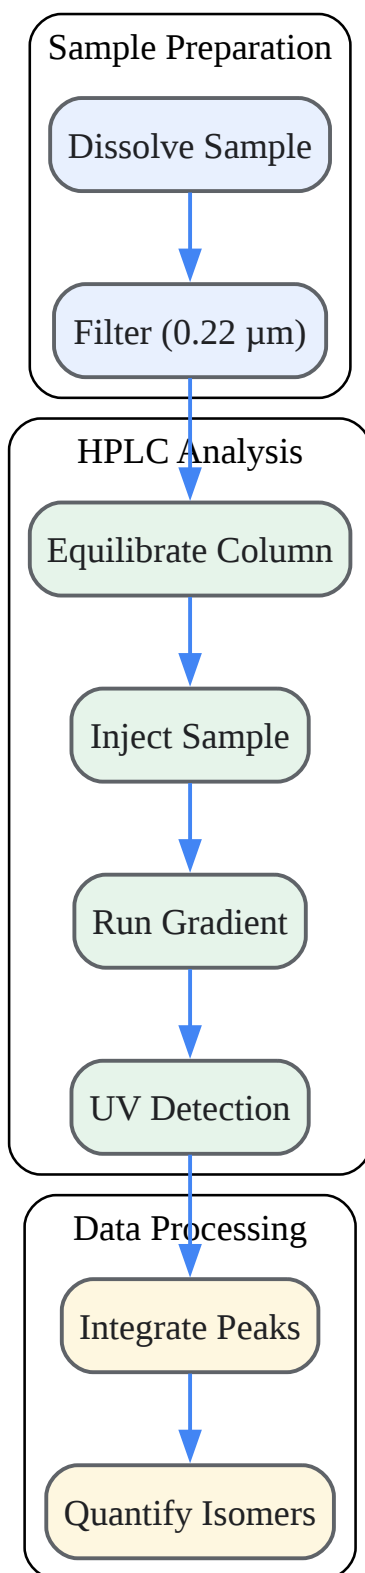 Sample Preparation
Dissolve Sample
Filter (0.22 µm)
HPLC Analysis
Equilibrate Column
Inject Sample
Run Gradient
UV Detection
Data Processing
Integrate Peaks
Quantify Isomers